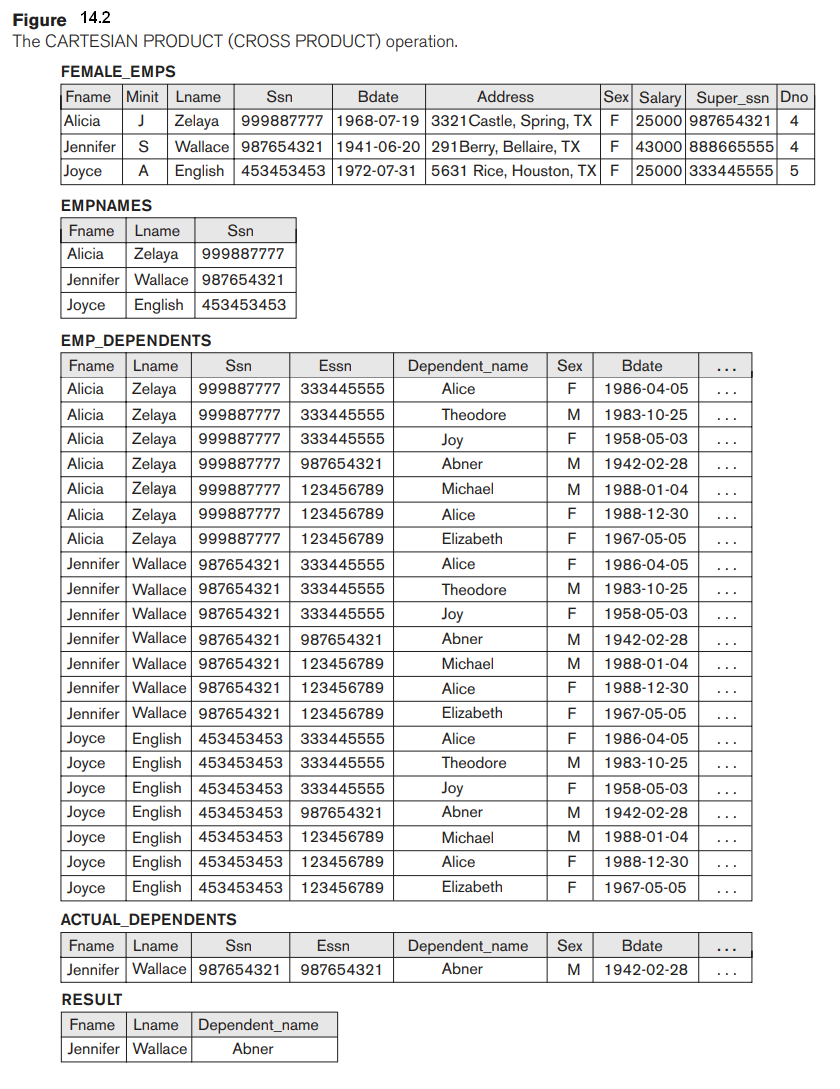 Figure 14.2
The CARTESIAN PRODUCT (CROSS PRODUCT) operation.
FEMALE_EMPS
Fname Minit Lname Ssn Bdate Address Sex Salary Super_ssn Dno
Alicia J Zelaya 999887777 1968-07-19 3321Castle, Spring, TX F 25000 987654321 4
Jennifer S Wallace 987654321 1941-06-20 291Berry, Bellaire, TX F 43000 888665555 4
Joyce A English 453453453 1972-07-31 5631 Rice, Houston, TX F 25000 333445555 5
EMPNAMES
Fname Lname Ssn
Alicia Zelaya 999887777
Jennifer Wallace 987654321
Joyce English 453453453
EMP_DEPENDENTS
Fname Lname Ssn Essn Dependent_name Sex Bdate ...
Alicia Zelaya 999887777 333445555 Alice F 1986-04-05 ...
Alicia Zelaya 999887777 333445555 Theodore M 1983-10-25 ...
Alicia Zelaya 999887777 333445555 Joy F 1958-05-03 ...
Alicia Zelaya 999887777 987654321 Abner M 1942-02-28 ...
Alicia Zelaya 999887777 123456789 Michael M 1988-01-04 ...
Alicia Zelaya 999887777 123456789 Alice F 1988-12-30 ...
Alicia Zelaya 999887777 123456789 Elizabeth F 1967-05-05 ...
Jennifer Wallace 987654321 333445555 Alice F 1986-04-05 ...
Jennifer Wallace 987654321 333445555 Theodore M 1983-10-25 ...
Jennifer Wallace 987654321 333445555 Joy F 1958-05-03 ...
Jennifer Wallace 987654321 987654321 Abner M 1942-02-28 ...
Jennifer Wallace 987654321 123456789 Michael M 1988-01-04 ...
Jennifer Wallace 987654321 123456789 Alice F 1988-12-30 ...
Jennifer Wallace 987654321 123456789 Elizabeth F 1967-05-05 ...
Joyce English 453453453 333445555 Alice F 1986-04-05 ...
Joyce English 453453453 333445555 Theodore M 1983-10-25 ...
Joyce English 453453453 333445555 Joy F 1958-05-03 ...
Joyce English 453453453 987654321 Abner M 1942-02-28 ...
Joyce English 453453453 123456789 Michael M 1988-01-04 ...
Joyce English 453453453 123456789 Alice F 1988-12-30 ...
Joyce English 453453453 123456789 Elizabeth F 1967-05-05 ...
ACTUAL_DEPENDENTS
Fname Lname Ssn Essn Dependent_name Sex Bdate ...
Jennifer Wallace 987654321 987654321 Abner M 1942-02-28 ...
RESULT
Fname Lname Dependent_name
Jennifer Wallace Abner